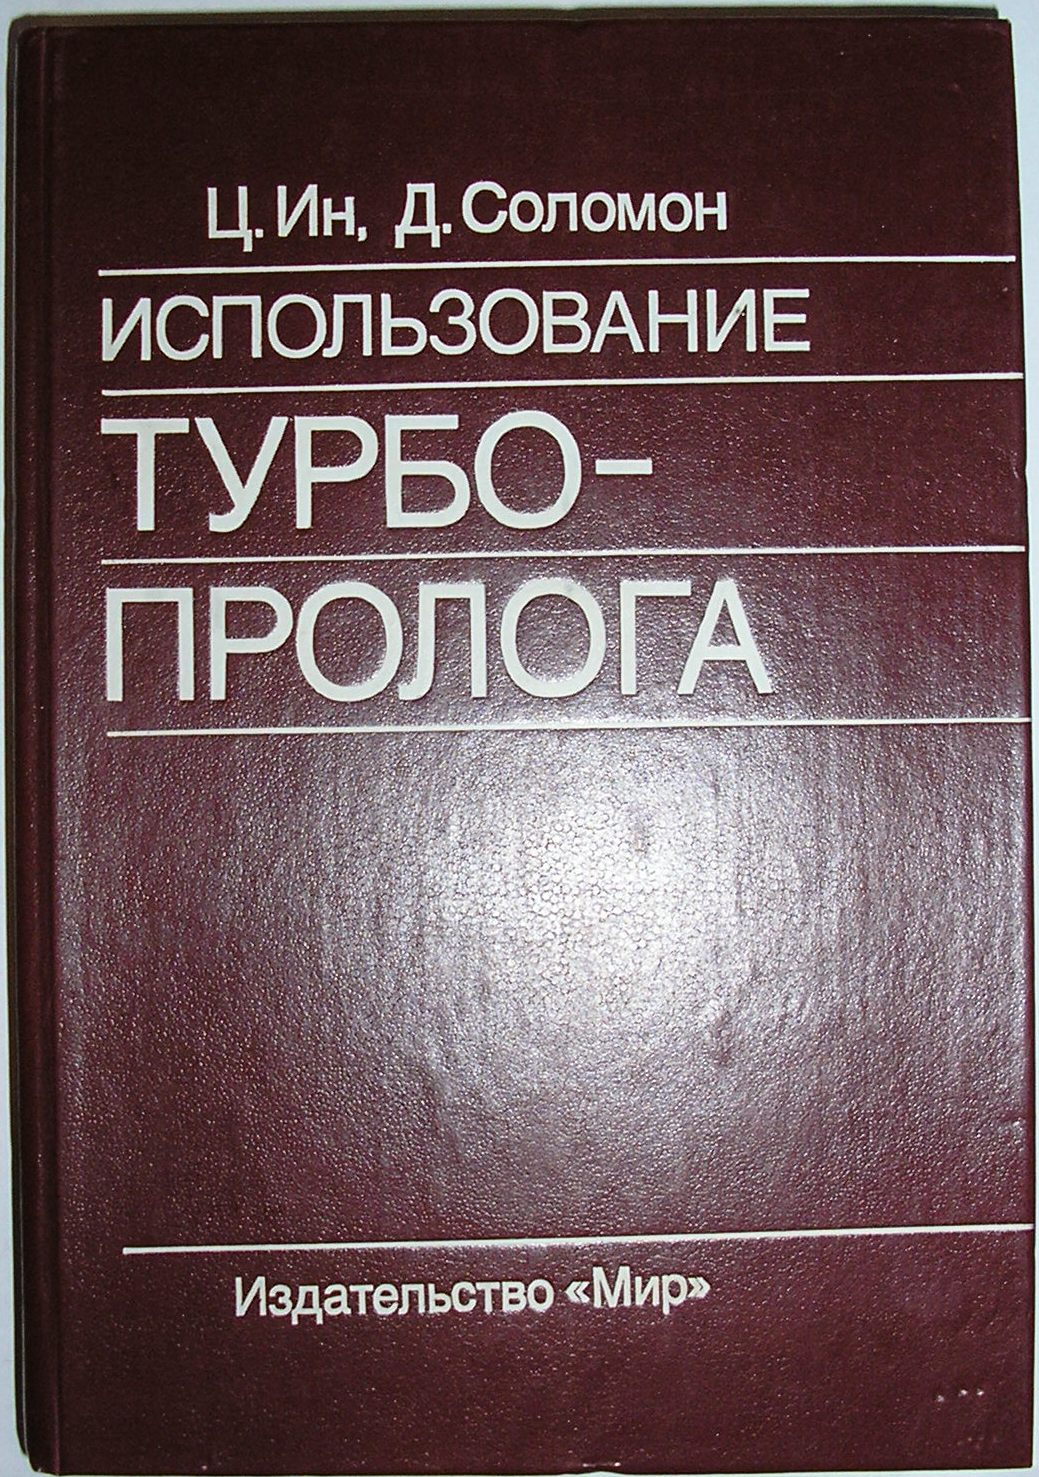 Ц. Ин, Д. Соломон
ИСПОЛЬЗОВАНИЕ
ТУРБО-
ПРОЛОГА
Издательство «Мир»